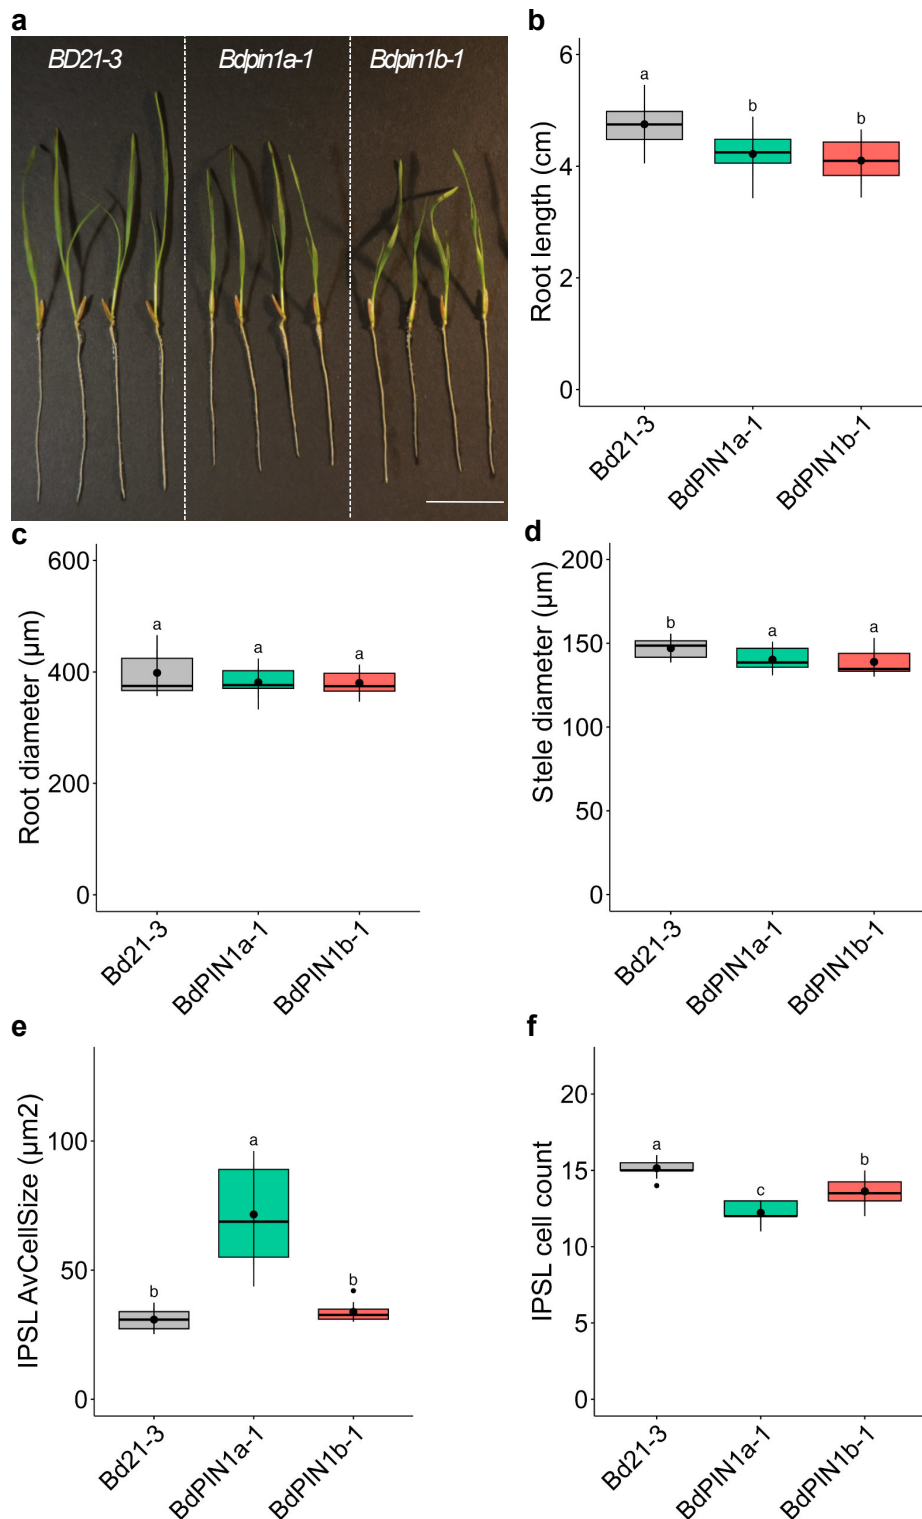 a
BD21-3
Bdpin1a-1
Bdpin1b-1
b
Root length (cm)
6
4
2
0
a
b
b
Bd21-3
BdPIN1a-1
BdPIN1b-1
c
Root diameter (μm)
600
400
200
0
a
a
a
Bd21-3
BdPIN1a-1
BdPIN1b-1
d
Stele diameter (μm)
200
150
100
50
0
b
a
a
Bd21-3
BdPIN1a-1
BdPIN1b-1
e
IPSL AvCellSize (μm2)
100
50
0
b
a
b
Bd21-3
BdPIN1a-1
BdPIN1b-1
f
IPSL cell count
20
15
10
5
0
a
c
b
Bd21-3
BdPIN1a-1
BdPIN1b-1